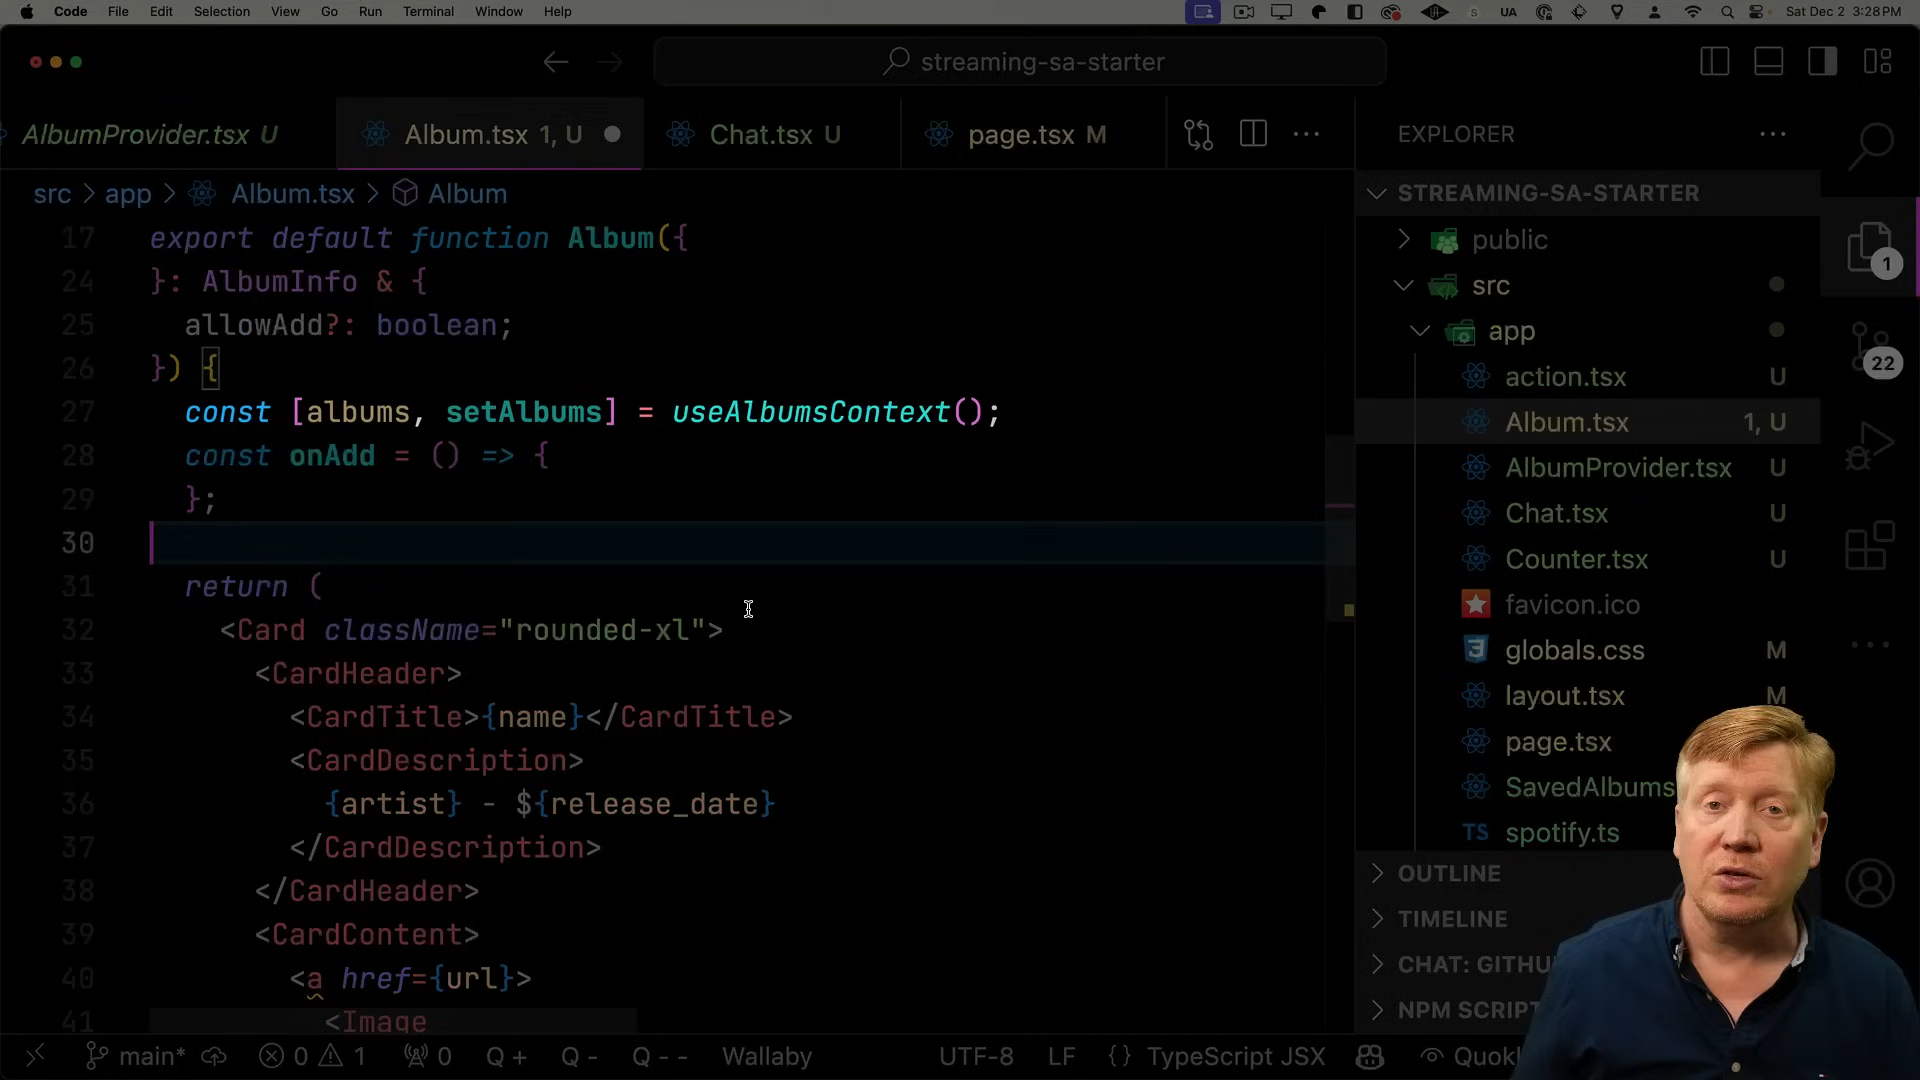 Code File Edit Selection View Go Run Terminal Window Help
UA Sat Dec 2 3:28 PM
streaming-sa-starter
AlbumProvider.tsx U
Album.tsx 1, U
Chat.tsx U
page.tsx M
src > app > Album.tsx > Album
17 export default function Album({
24 }: AlbumInfo & {
25 allowAdd?: boolean;
26 }) {
27 const [albums, setAlbums] = useAlbumsContext();
28 const onAdd = () => {
29 };
30
31 return (
32 <Card className="rounded-xl">
33 <CardHeader>
34 <CardTitle>{name}</CardTitle>
35 <CardDescription>
36 {artist} - ${release_date}
37 </CardDescription>
38 </CardHeader>
39 <CardContent>
40 <a href={url}>
41 <Image
EXPLORER
STREAMING-SA-STARTER
public
src
app
action.tsx U
Album.tsx 1, U
AlbumProvider.tsx U
Chat.tsx U
Counter.tsx U
favicon.ico
globals.css M
layout.tsx M
page.tsx
SavedAlbums
TS spotify.ts
OUTLINE
TIMELINE
CHAT: GITHU
NPM SCRIPT
1
22
main* 0 1 0 Q + Q - Q - - Wallaby UTF-8 LF {} TypeScript JSX Quok